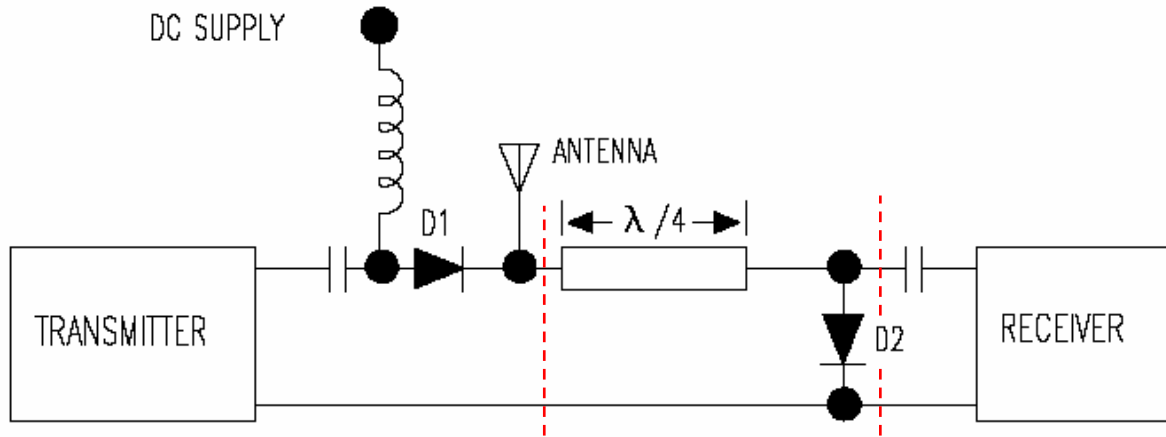 DC SUPPLY
ANTENNA
D1
λ/4
TRANSMITTER
D2
RECEIVER